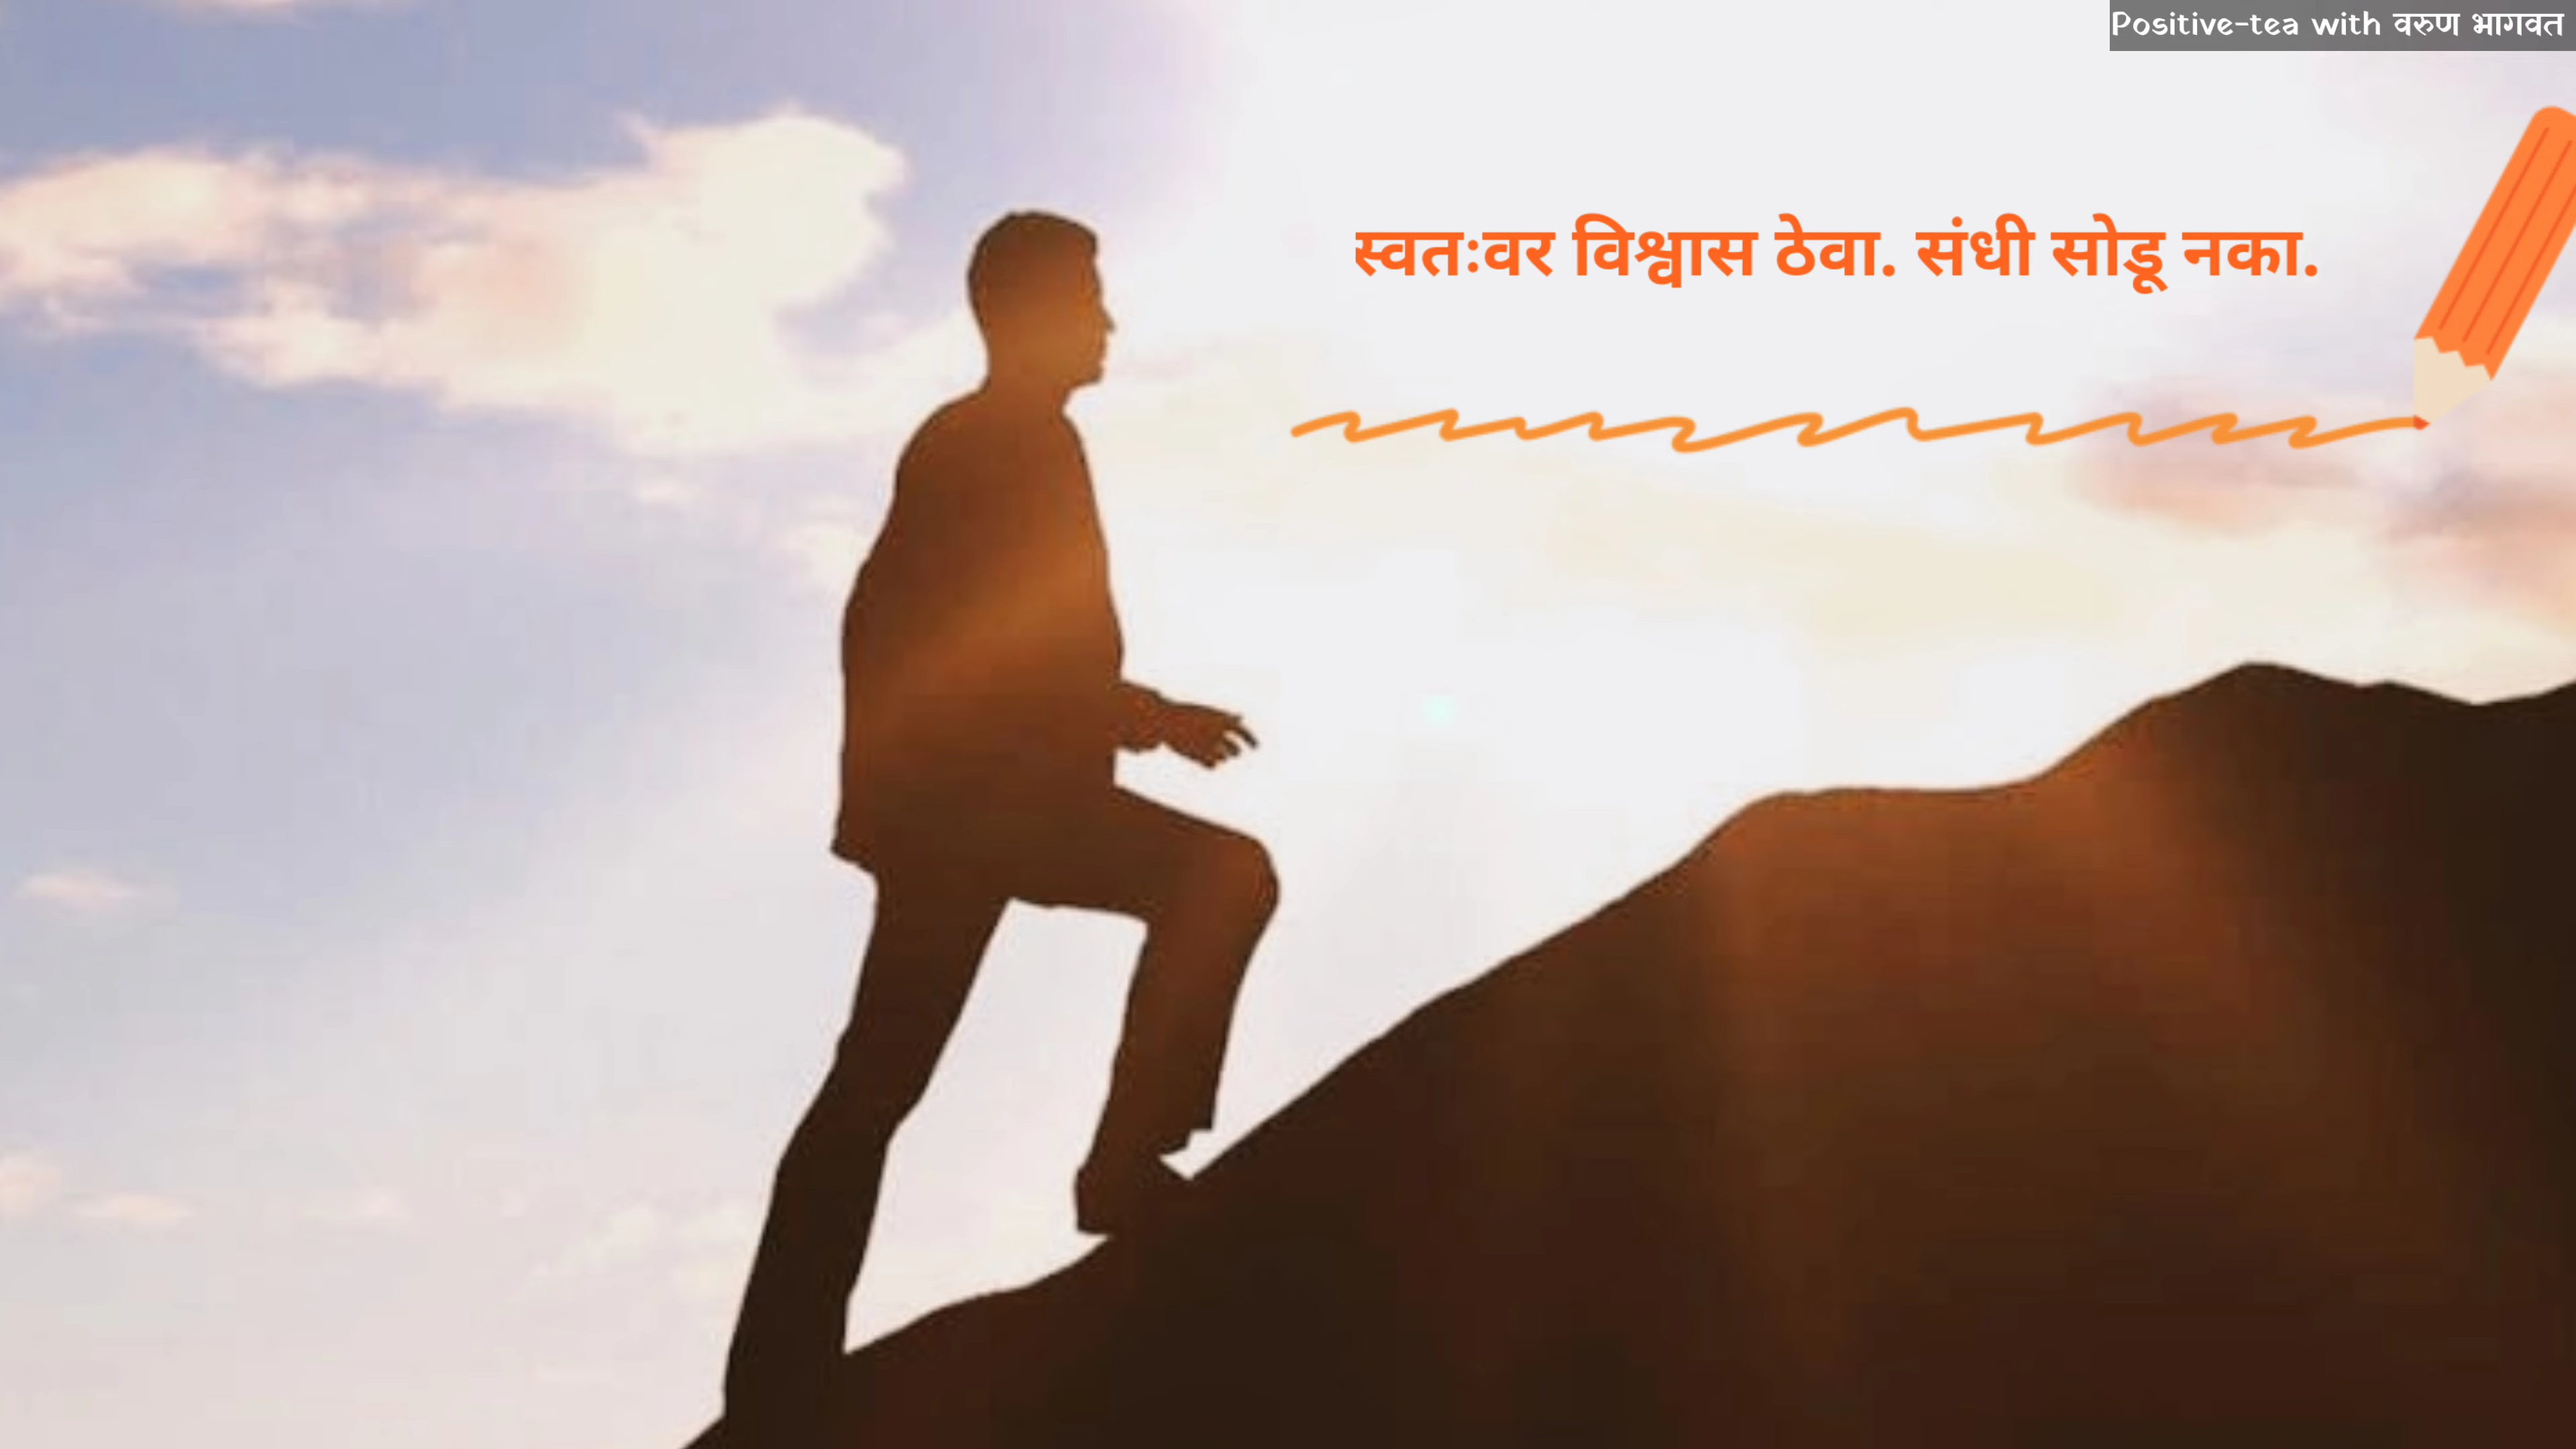 Positive-tea with वरुण भागवत
स्वतःवर विश्वास ठेवा. संधी सोडू नका.